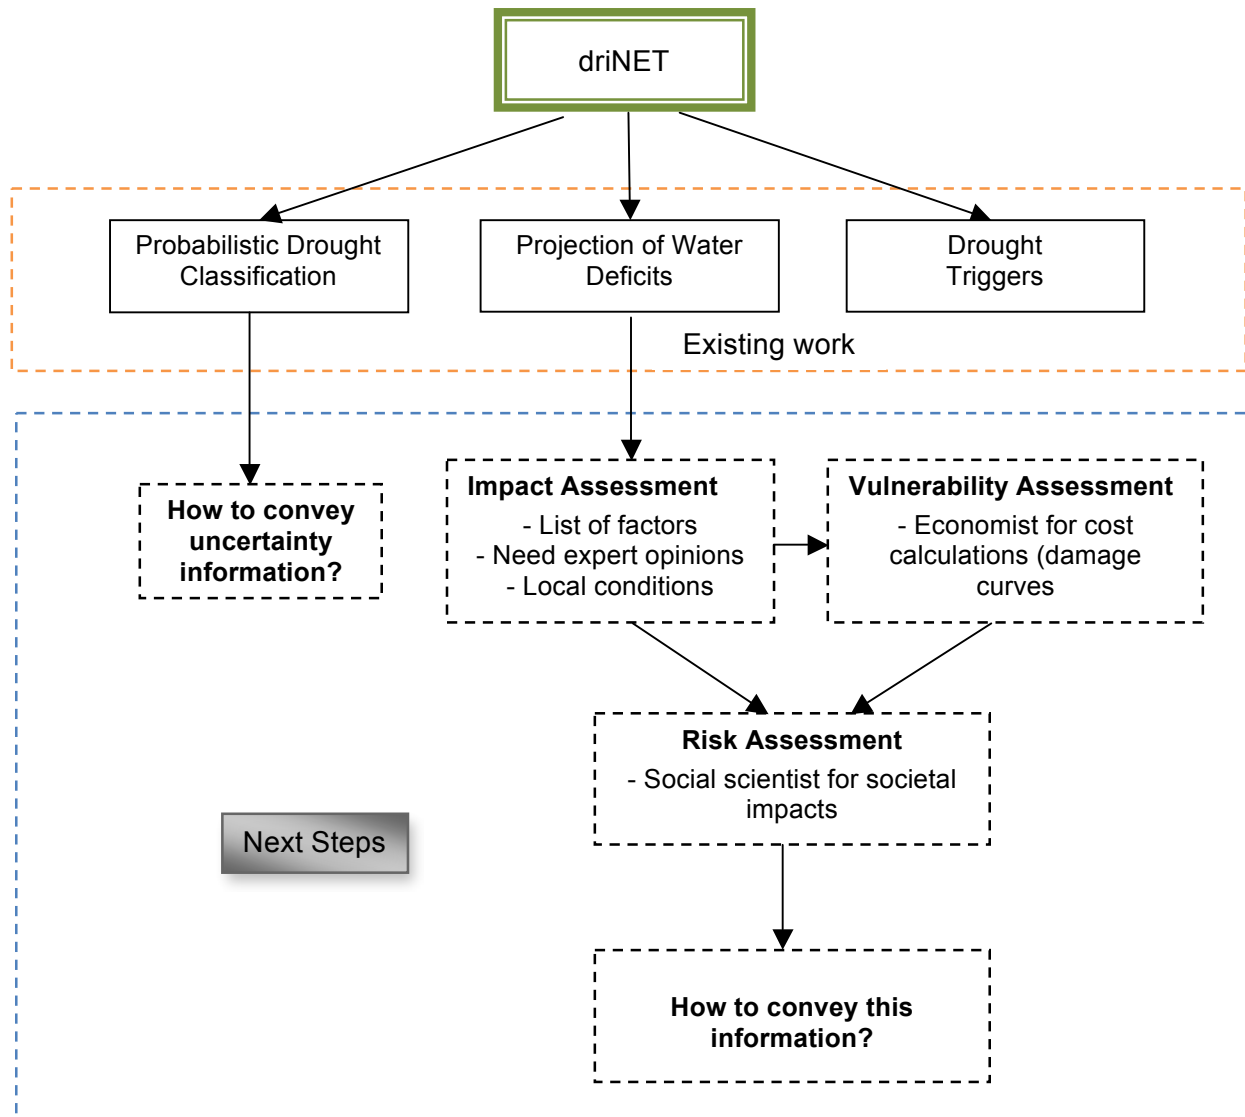 driNET
Probabilistic Drought
Classification
Projection of Water
Deficits
Drought
Triggers
Existing work
How to convey
uncertainty
information?
Impact Assessment
- List of factors
- Need expert opinions
- Local conditions
Vulnerability Assessment
- Economist for cost
calculations (damage
curves
Risk Assessment
- Social scientist for societal
impacts
Next Steps
How to convey this
information?